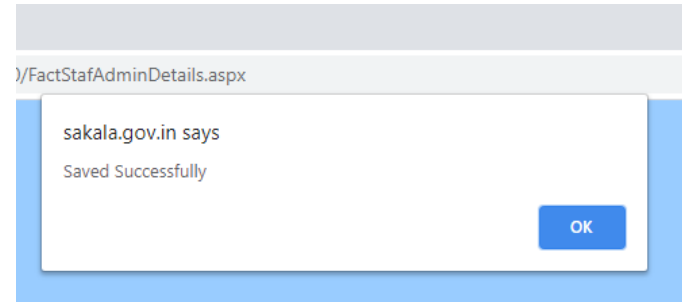 )/FactStafAdminDetails.aspx
sakala.gov.in says
Saved Successfully
OK